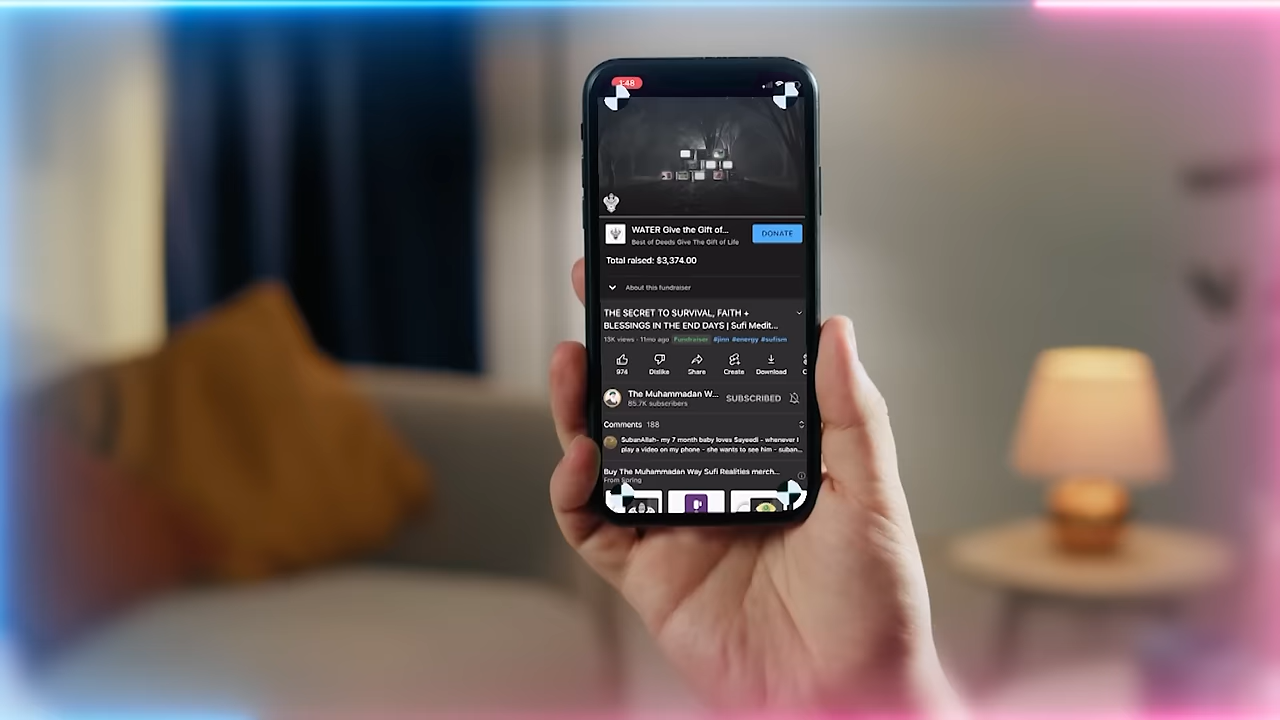 1:48
WATER Give the Gift of...
DONATE
Best of Deeds Give The Gift of Life
Total raised: $3,374.00
About this fundraiser
THE SECRET TO SURVIVAL, FAITH +
BLESSINGS IN THE END DAYS | Sufi Medit...
13K views · 11mo ago Fundraiser #jinn #energy #sufism
974 Dislike Share Create Download
The Muhammadan W... SUBSCRIBED
85.7K subscribers
Comments 188
SubanAllah- my 7 month baby loves Sayeedi - whenever I
play a video on my phone - she wants to see him - suban...
Buy The Muhammadan Way Sufi Realities merch...
From Spring